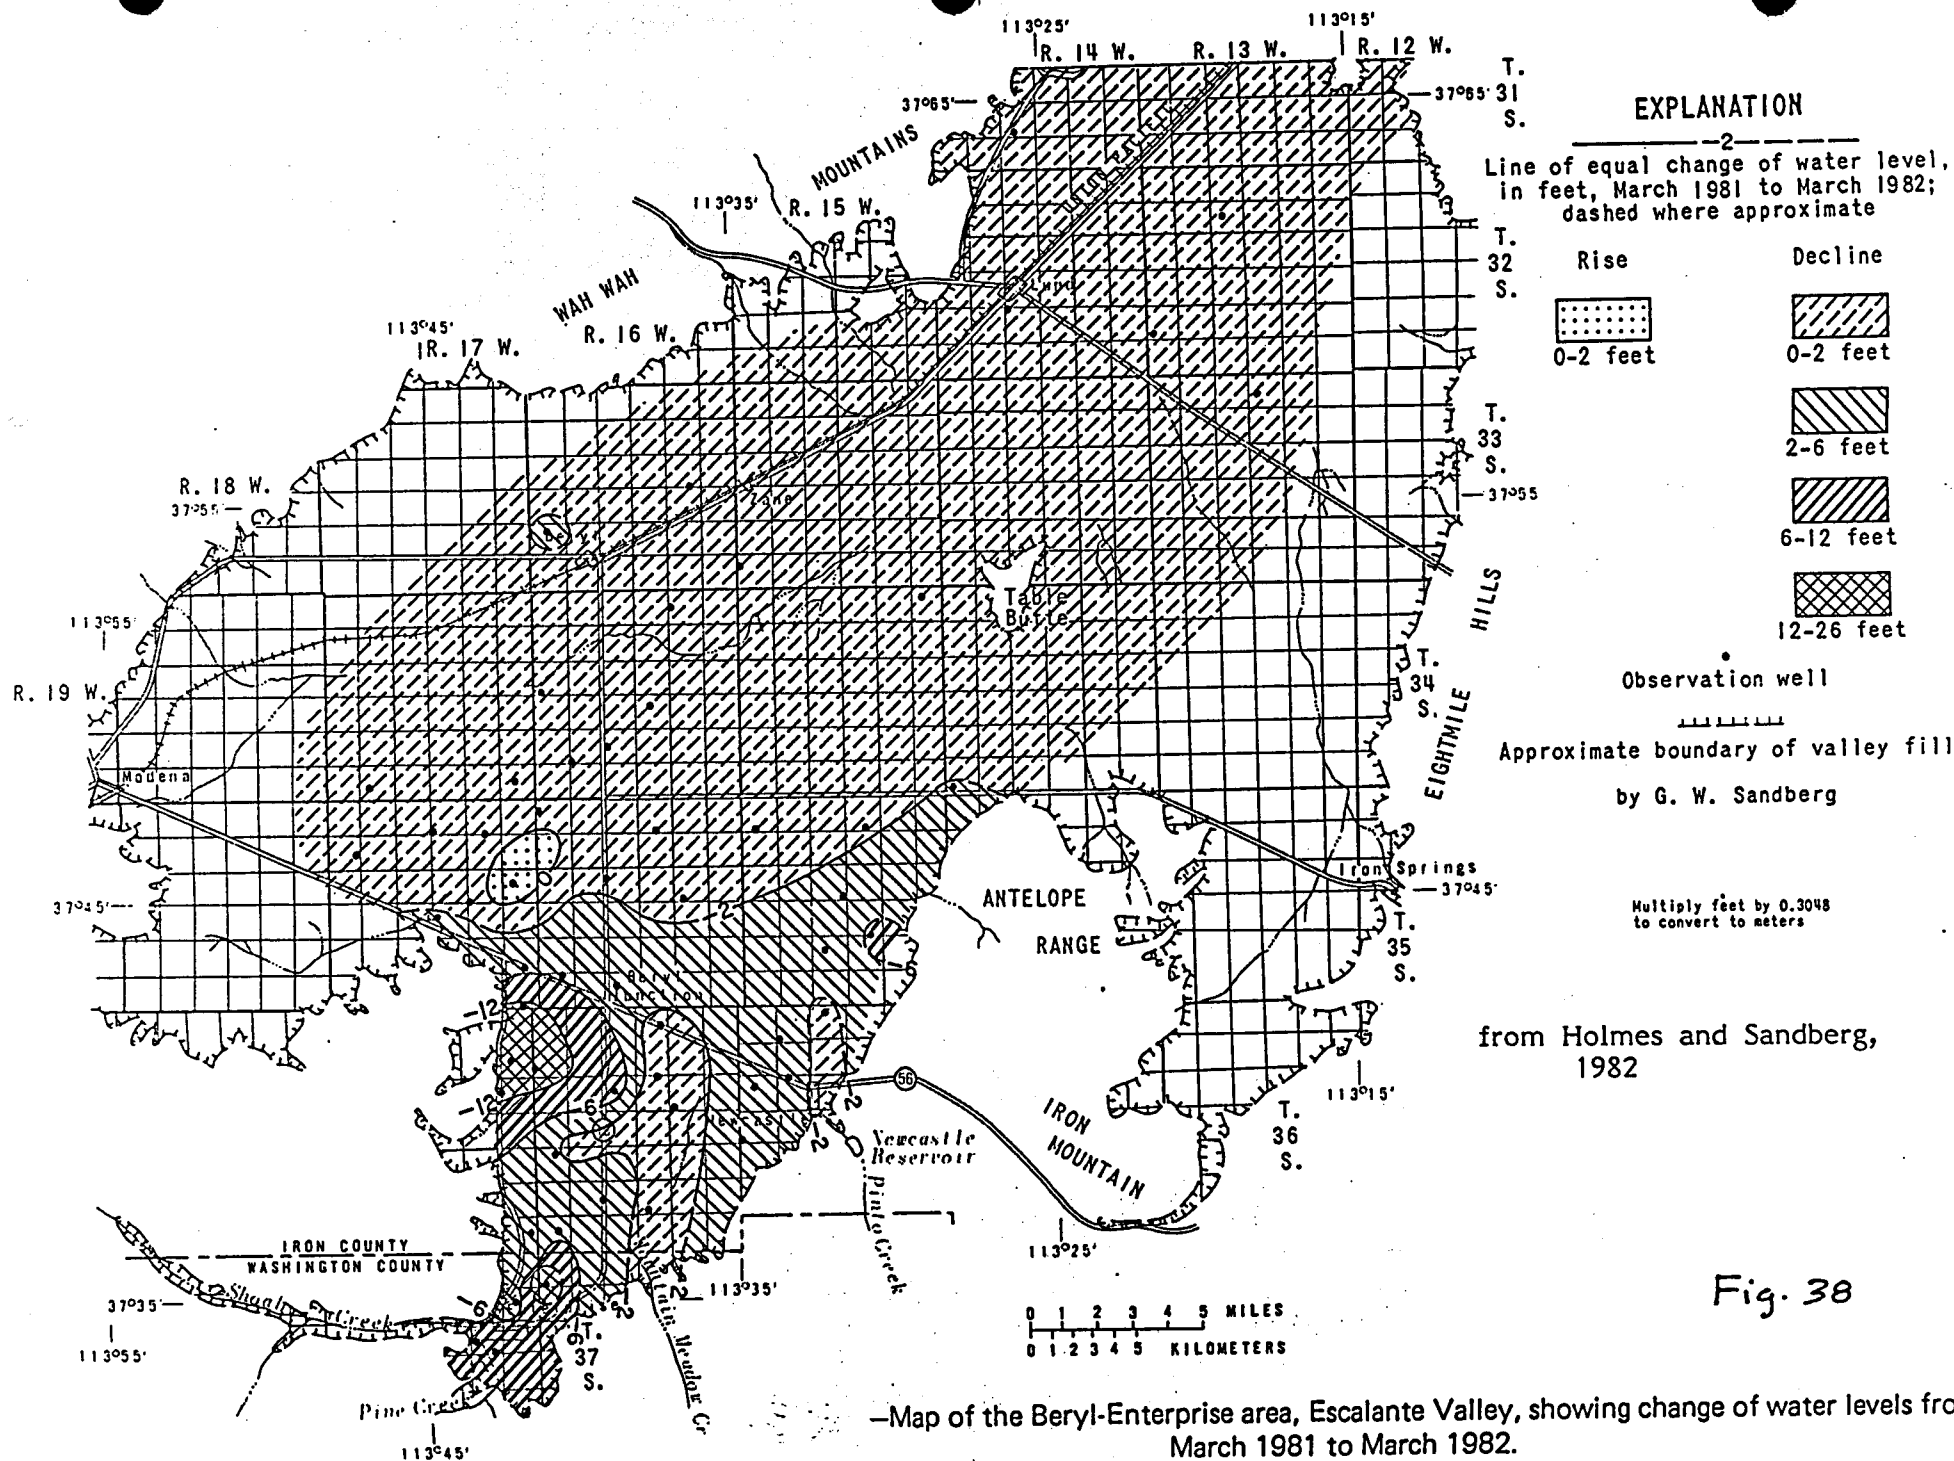 113°25'
113°15'
R. 14 W.
R. 13 W.
R. 12 W.
T.
31
S.
37°65'
37°65'
MOUNTAINS
113°35'
R. 15 W.
WAH WAH
R. 16 W.
113°45'
R. 17 W.
Lund
T.
32
S.
T.
33
S.
R. 18 W.
37°55'
37°55
Zane
Table
Butte
113°55'
R. 19 W.
HILLS
EIGHTMILE
T.
34
S.
Modena
Iron Springs
37°45'
37°45'
ANTELOPE
RANGE
T.
35
S.
0
-2
Beryl
Junction
-6
-12
-12
-6
Newcastle
56
-2
-2
Newcastle
Reservoir
Pinto Creek
IRON
MOUNTAIN
113°15'
T.
36
S.
113°25'
IRON COUNTY
WASHINGTON COUNTY
113°35'
37°35'
Shoal Creek
-6
-6
-2
-2
113°55'
T.
37
S.
Pine Creek
113°45'
Meadow Cr
EXPLANATION
-2-
Line of equal change of water level,
in feet, March 1981 to March 1982;
dashed where approximate
Rise
Decline
0-2 feet
0-2 feet
2-6 feet
6-12 feet
12-26 feet
Observation well
Approximate boundary of valley fill
by G. W. Sandberg
Multiply feet by 0.3048
to convert to meters
from Holmes and Sandberg,
1982
0 1 2 3 4 5 MILES
0 1 2 3 4 5 KILOMETERS
Fig. 38
—Map of the Beryl-Enterprise area, Escalante Valley, showing change of water levels fro
March 1981 to March 1982.